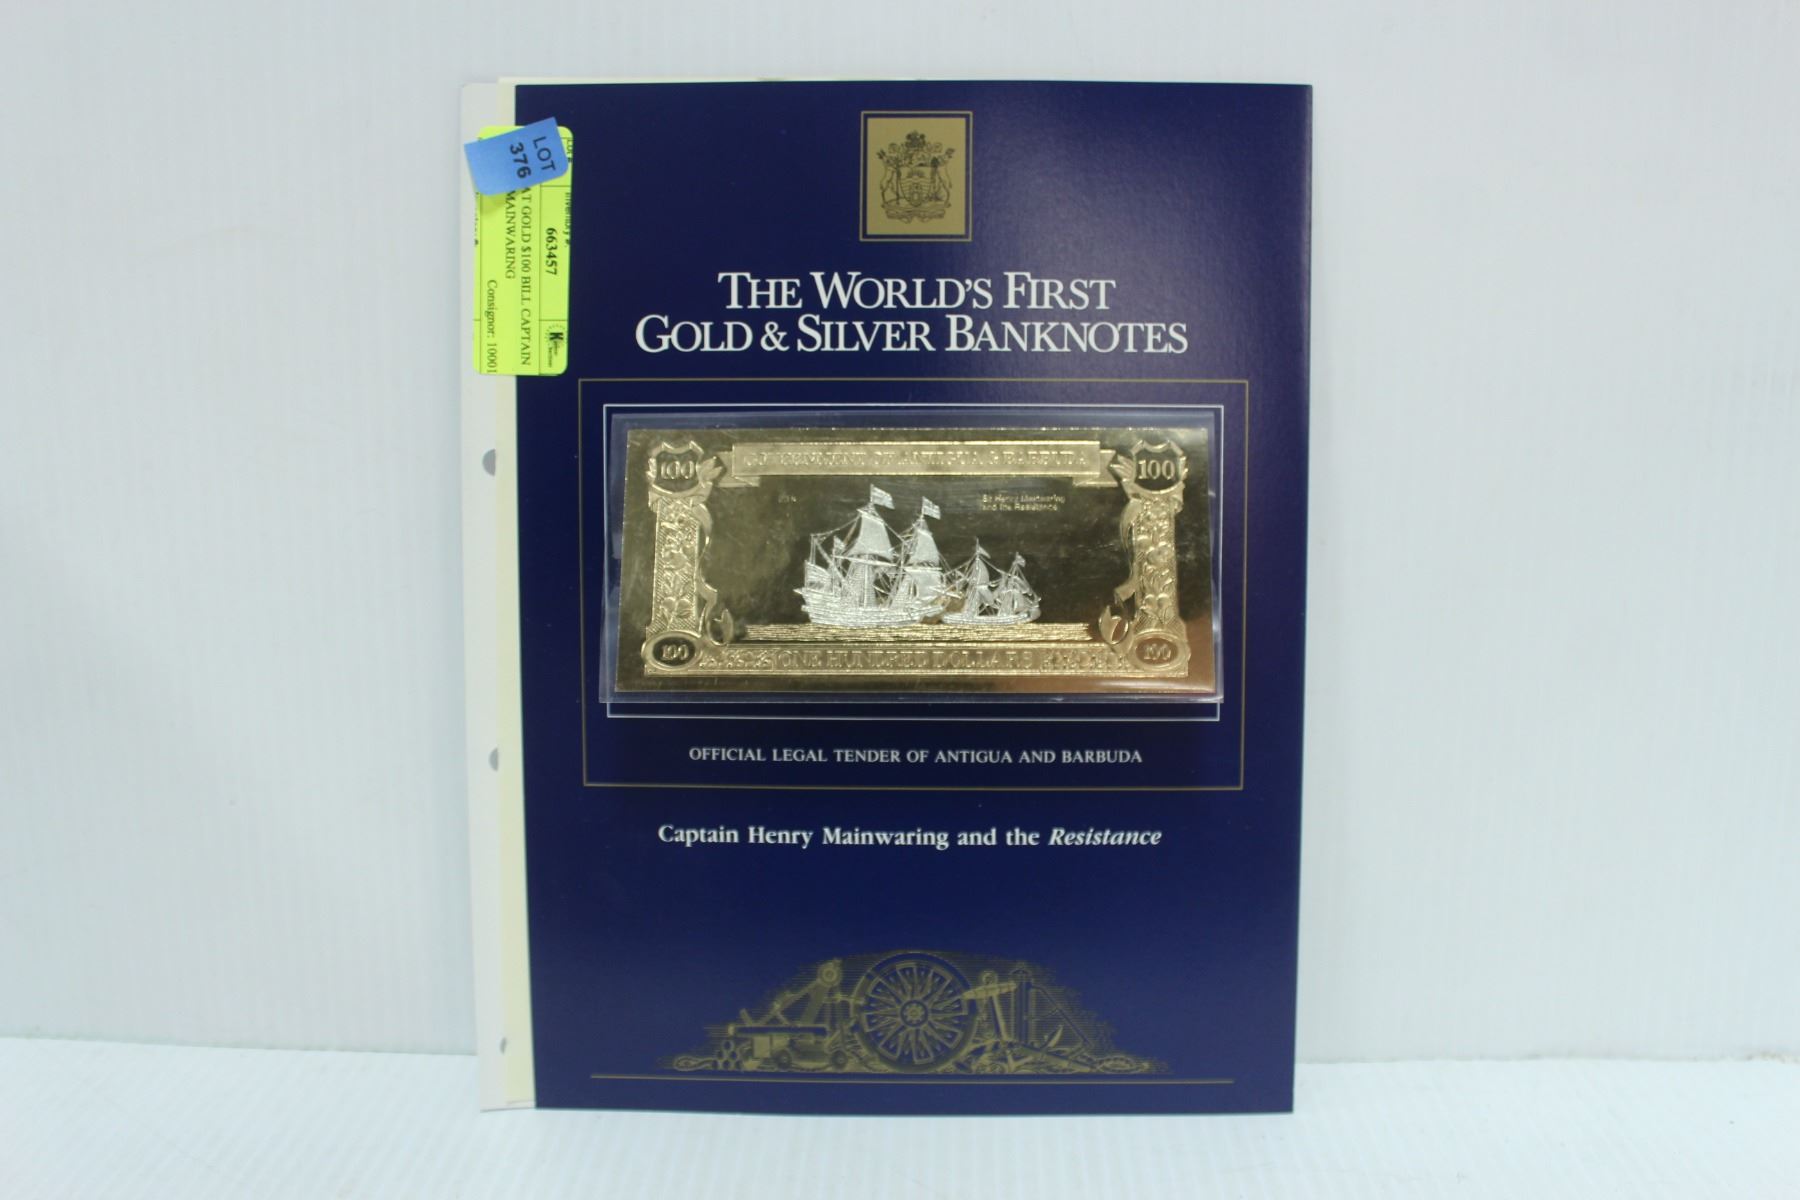 LOT
376
663457
AT GOLD $100 BILL CAPTAIN
MAINWARING
Consignor: 10001
THE WORLD'S FIRST
GOLD & SILVER BANKNOTES
100
GOVERNMENT OF ANTIGUA & BARBUDA
100
Sir Henry Mainwaring
and the Resistance
100
ONE HUNDRED DOLLARS
100
OFFICIAL LEGAL TENDER OF ANTIGUA AND BARBUDA
Captain Henry Mainwaring and the Resistance